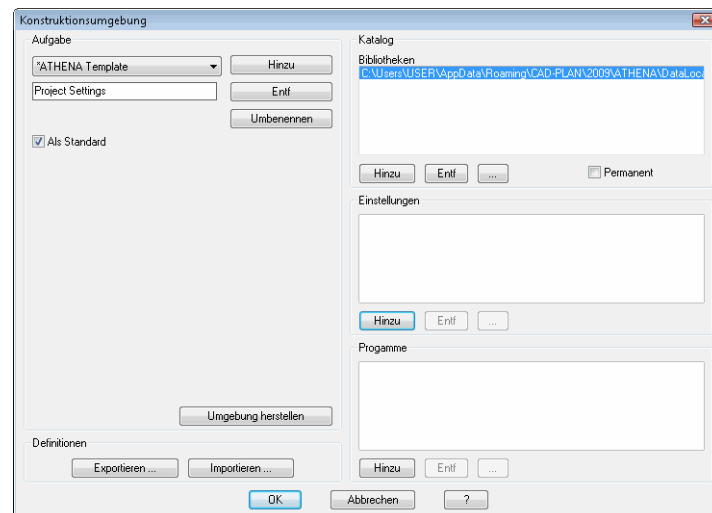 Konstruktionsumgebung
Aufgabe
*ATHENA Template
Hinzu
Project Settings
Entf
Umbenennen
Als Standard
Umgebung herstellen
Definitionen
Exportieren ...
Importieren ...
Katalog
Bibliotheken
C:\Users\USER\AppData\Roaming\CAD-PLAN\2009\ATHENA\DataLoca
Hinzu
Entf
...
Permanent
Einstellungen
Hinzu
Entf
...
Progamme
Hinzu
Entf
...
OK
Abbrechen
?